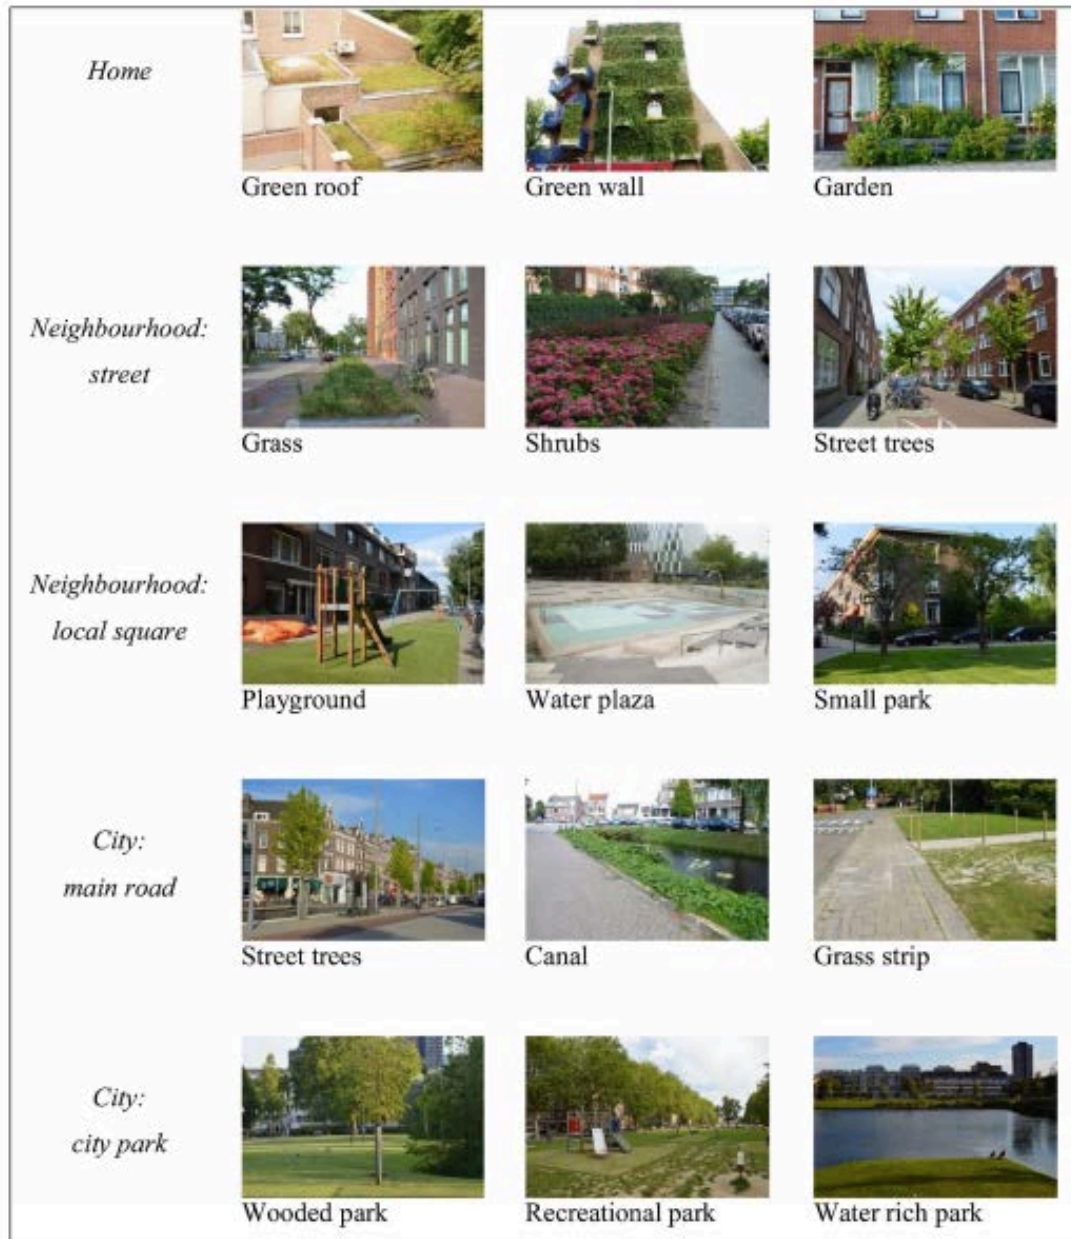 Home
Green roof
Green wall
Garden
Neighbourhood:
street
Grass
Shrubs
Street trees
Neighbourhood:
local square
Playground
Water plaza
Small park
City:
main road
Street trees
Canal
Grass strip
City:
city park
Wooded park
Recreational park
Water rich park